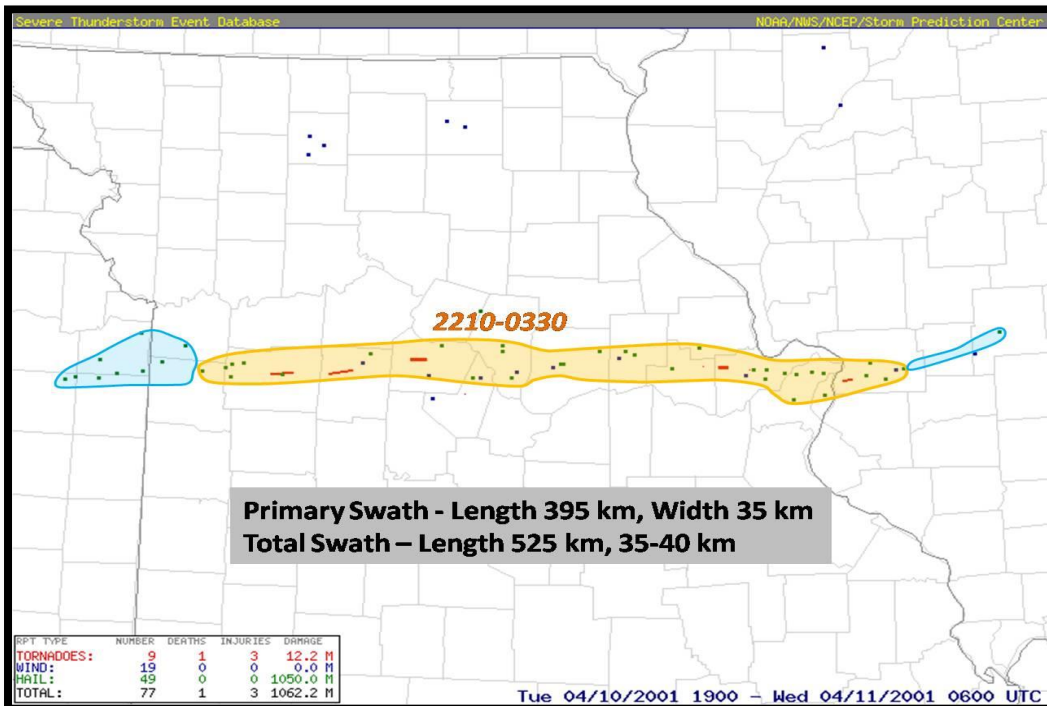 Severe Thunderstorm Event Database NOAA/NWS/NCEP/Storm Prediction Center
2210-0330
Primary Swath - Length 395 km, Width 35 km
Total Swath – Length 525 km, 35-40 km
RPT TYPE NUMBER DEATHS INJURIES DAMAGE
TORNADOES: 9 1 3 12.2 M
WIND: 19 0 0 0.0 M
HAIL: 49 0 0 1050.0 M
TOTAL: 77 1 3 1062.2 M
Tue 04/10/2001 1900 – Wed 04/11/2001 0600 UTC